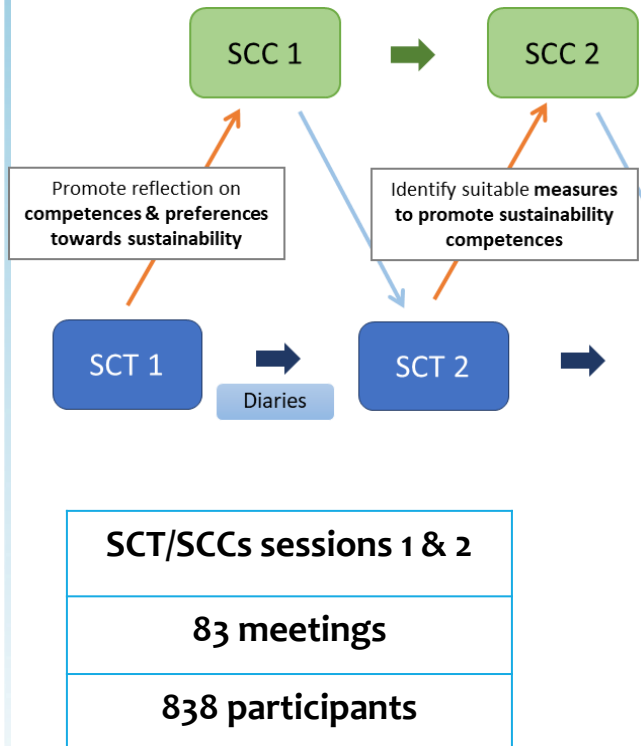 SCC 1
SCC 2
Promote reflection on
competences & preferences
towards sustainability
Identify suitable measures
to promote sustainability
competences
SCT 1
SCT 2
Diaries
SCT/SCCs sessions 1 & 2
83 meetings
838 participants